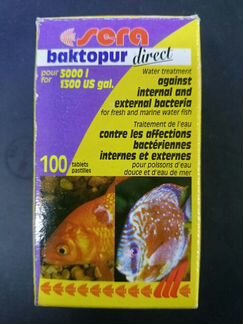 sera
baktopur direct
pour
for
5000 l
1300 US gal.
Water treatment
against
internal and
external bacteria
for fresh and marine water fish
Traitement de l'eau
contre les affections
bactériennes
internes et externes
pour poissons d'eau
douce et d'eau de mer
100 tablets
pastilles